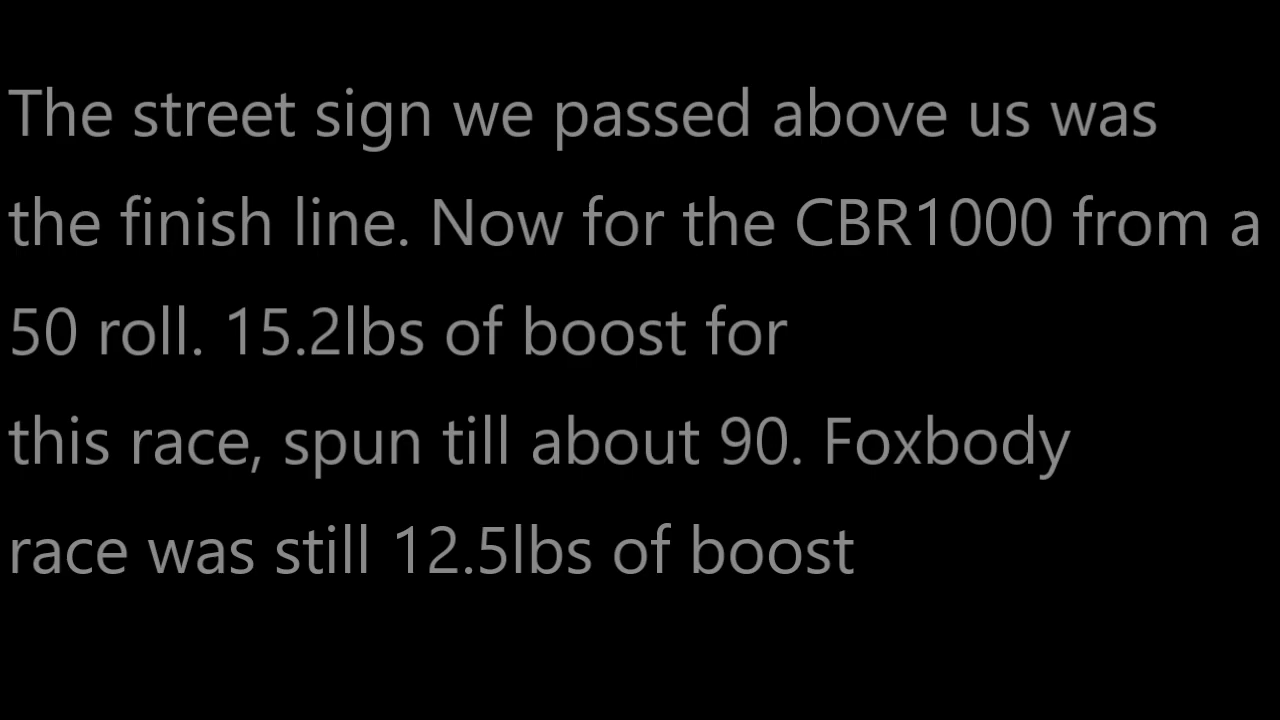 The street sign we passed above us was
the finish line. Now for the CBR1000 from a
50 roll. 15.2lbs of boost for
this race, spun till about 90. Foxbody
race was still 12.5lbs of boost